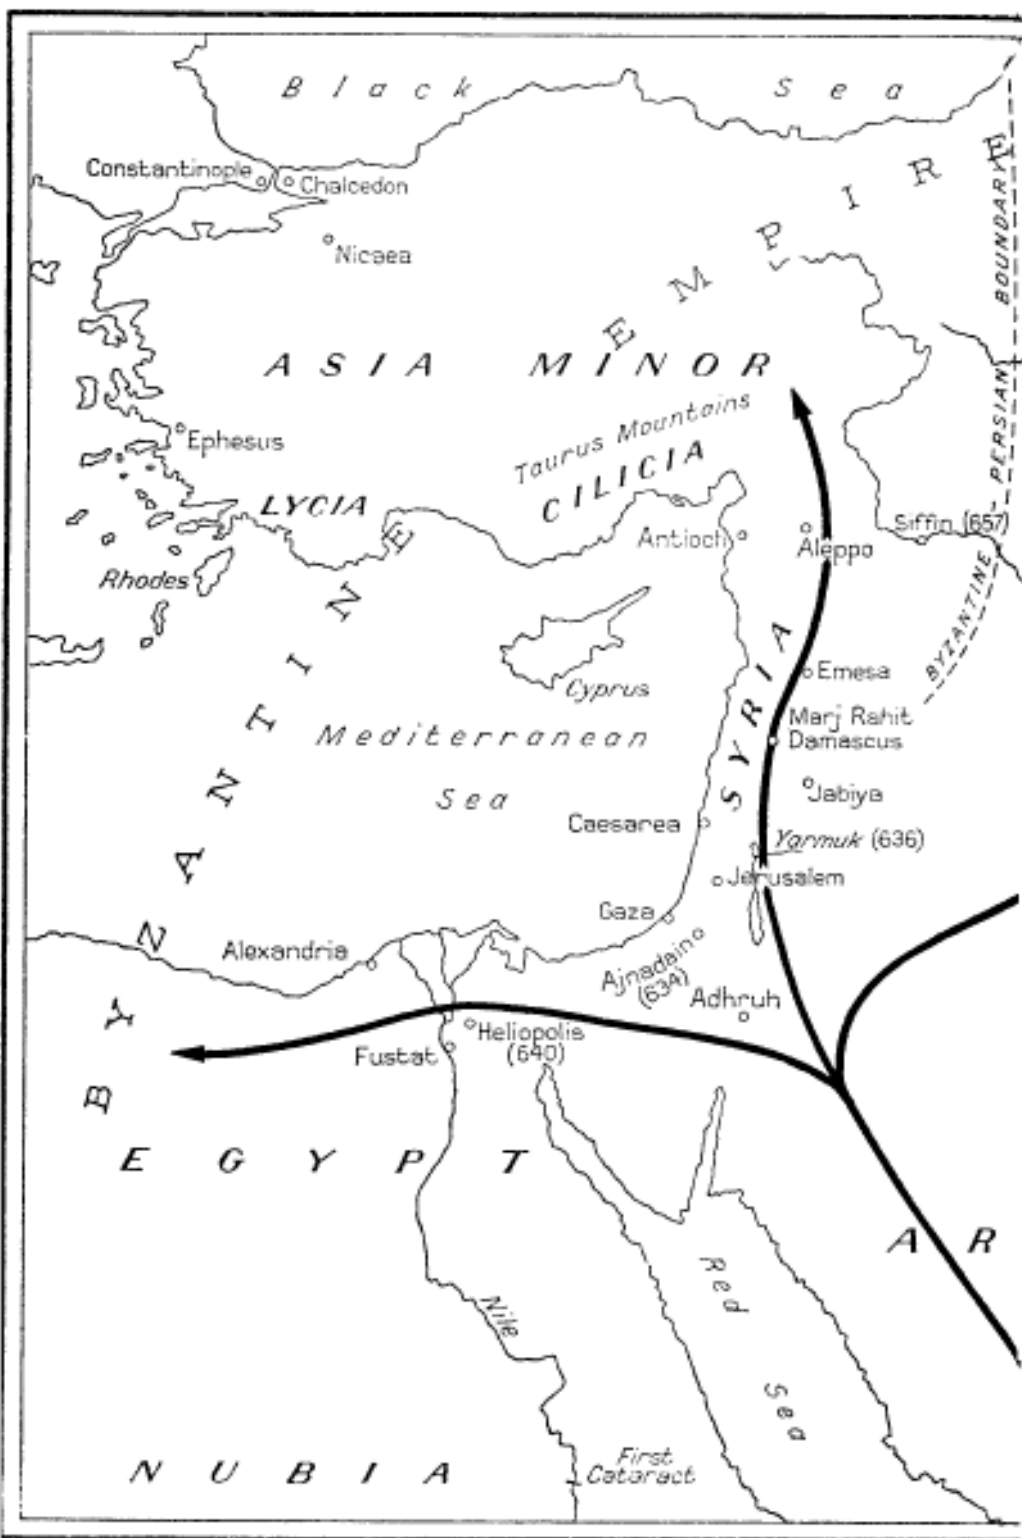 Black Sea
Constantinople
Chalcedon
Nicaea
BYZANTINE EMPIRE
BYZANTINE - PERSIAN BOUNDARY
ASIA MINOR
Taurus Mountains
CILICIA
Ephesus
LYCIA
Antioch
Aleppo
Siffin (657)
Rhodes
Cyprus
SYRIA
Emesa
Marj Rahit
Damascus
Mediterranean
Sea
Jabiya
Caesarea
Yarmuk (636)
Jerusalem
Gaza
Alexandria
Ajnadain
(634)
Adhruh
Heliopolis
(640)
Fustat
EGYPT
AR
Red Sea
Nile
First
Cataract
NUBIA